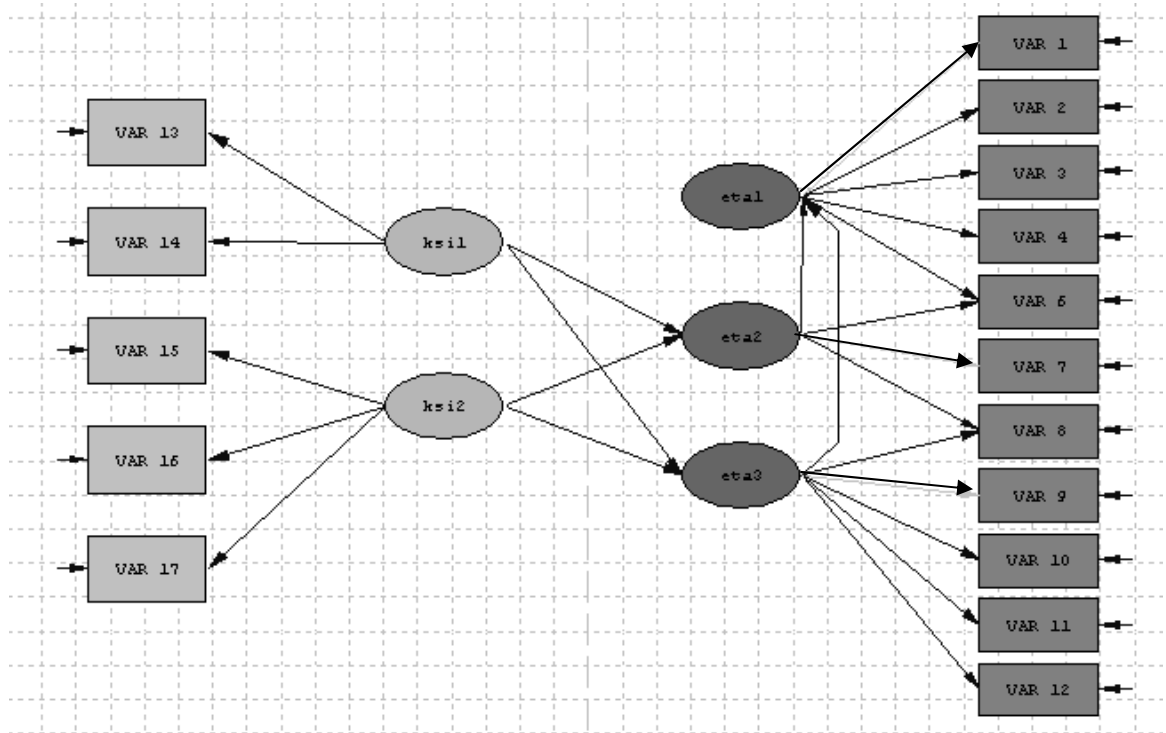 VAR 13
VAR 14
VAR 15
VAR 16
VAR 17
ksi1
ksi2
eta1
eta2
eta3
VAR 1
VAR 2
VAR 3
VAR 4
VAR 6
VAR 7
VAR 8
VAR 9
VAR 10
VAR 11
VAR 12